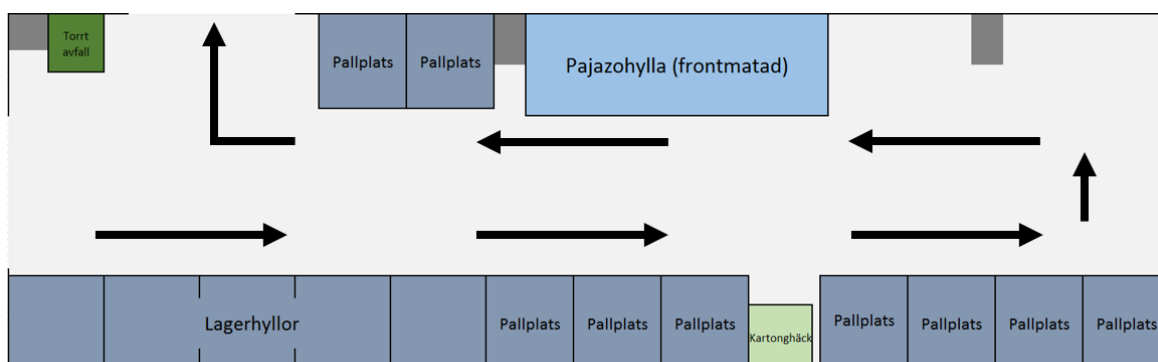 Torrt
avfall
Pallplats
Pallplats
Pajazohylla (frontmatad)
Lagerhyllor
Pallplats
Pallplats
Pallplats
Kartonghäck
Pallplats
Pallplats
Pallplats
Pallplats